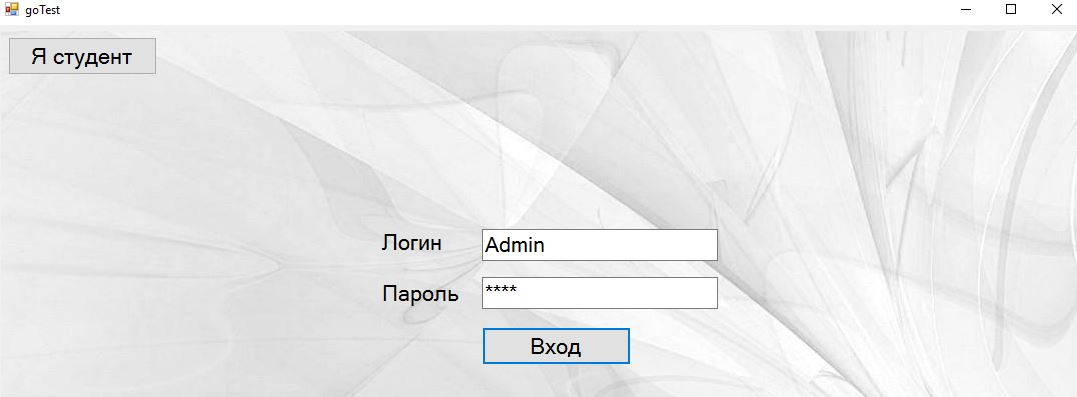 goTest
Я студент
Логин
Admin
Пароль
****
Вход